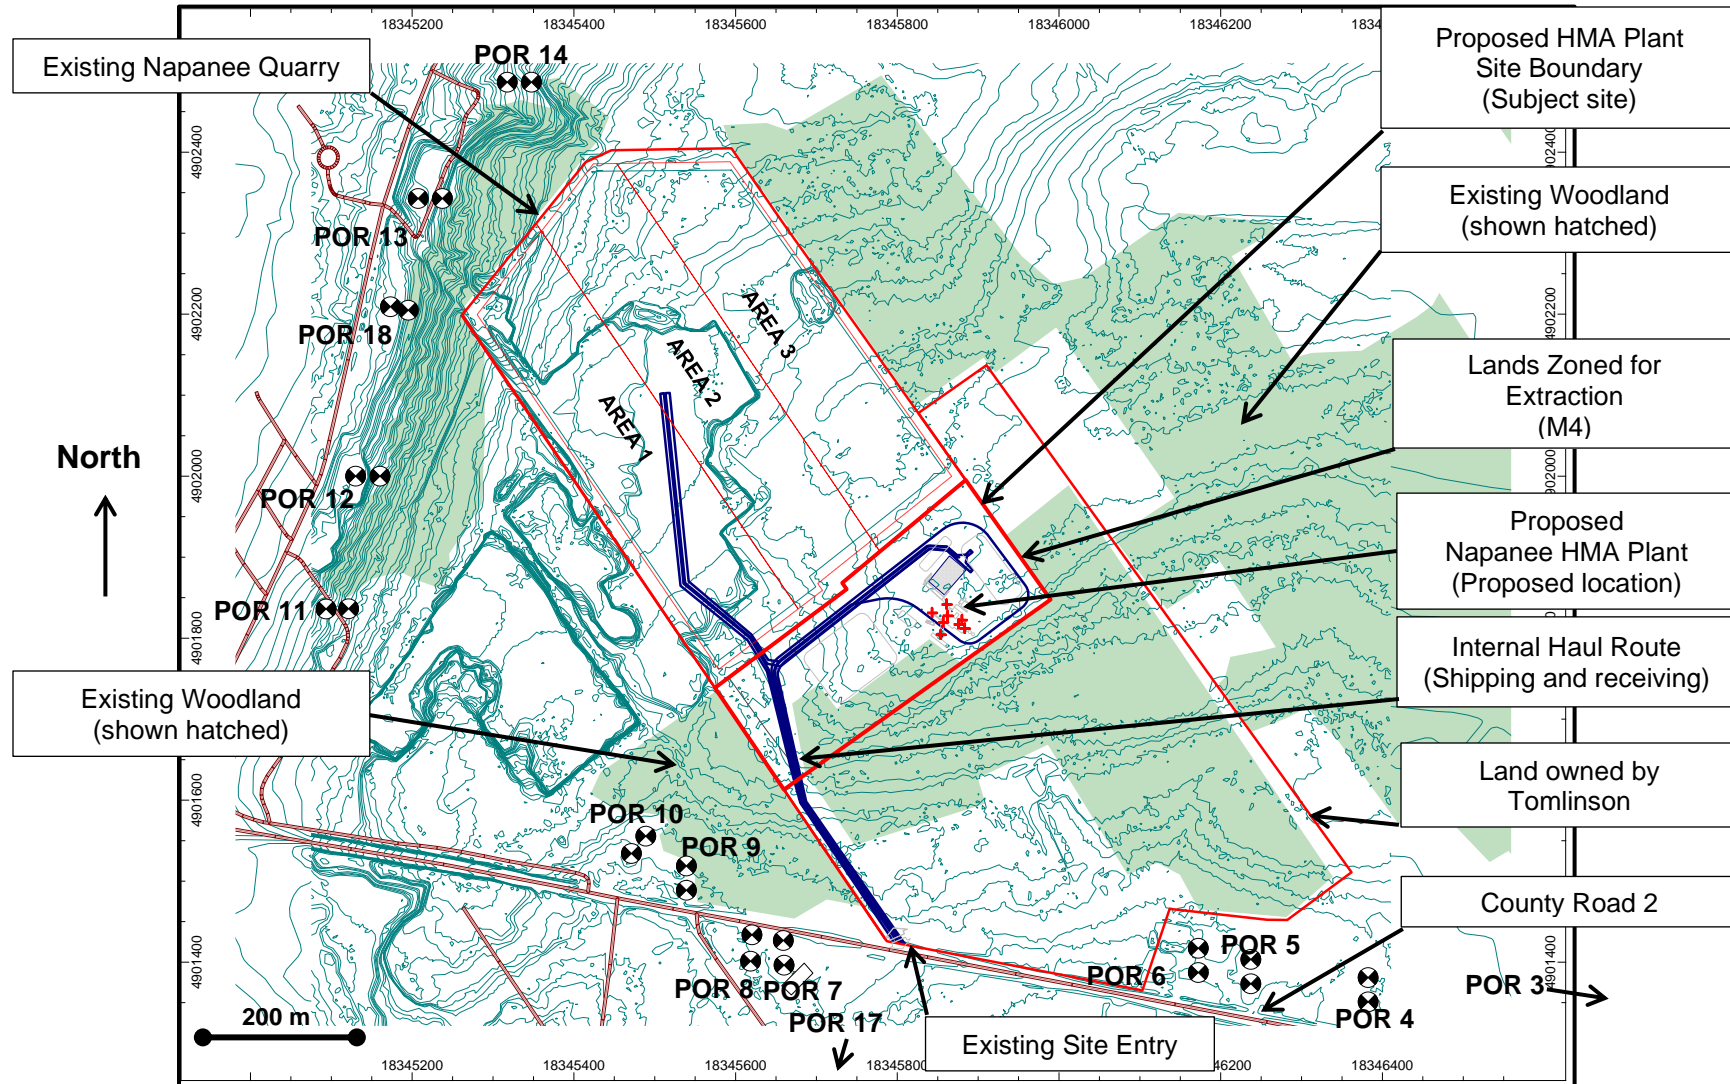 18345200
18345400
18345600
18345800
18346000
18346200
Existing Napanee Quarry
POR 14
Proposed HMA Plant
Site Boundary
(Subject site)
4902400
Existing Woodland
(shown hatched)
POR 13
4902200
POR 18
AREA 3
AREA 2
AREA 1
Lands Zoned for
Extraction
(M4)
North
4902000
POR 12
Proposed
Napanee HMA Plant
(Proposed location)
POR 11
4901800
Internal Haul Route
(Shipping and receiving)
Existing Woodland
(shown hatched)
Land owned by
Tomlinson
4901600
POR 10
POR 9
County Road 2
4901400
POR 8
POR 7
POR 6
POR 5
POR 4
POR 3
POR 17
200 m
Existing Site Entry
18345200
18345400
18345600
18345800
18346000
18346200
18346400